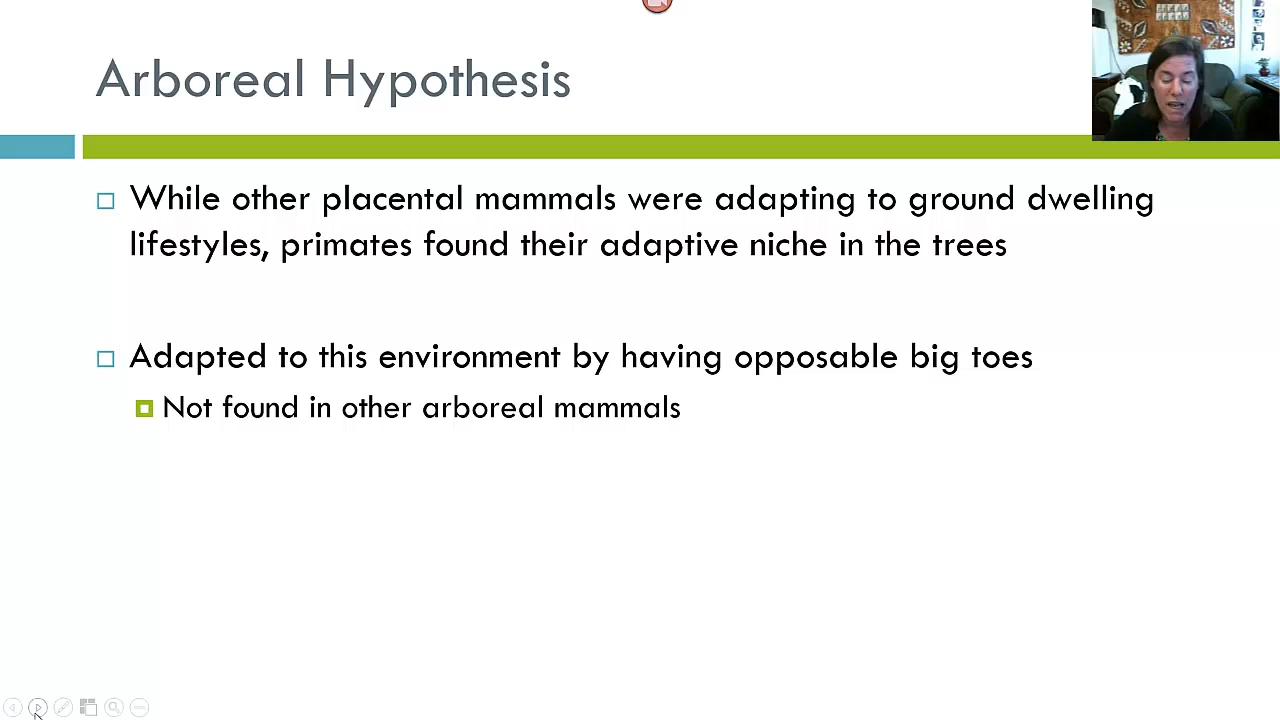 Arboreal Hypothesis
While other placental mammals were adapting to ground dwelling
lifestyles, primates found their adaptive niche in the trees
Adapted to this environment by having opposable big toes
Not found in other arboreal mammals